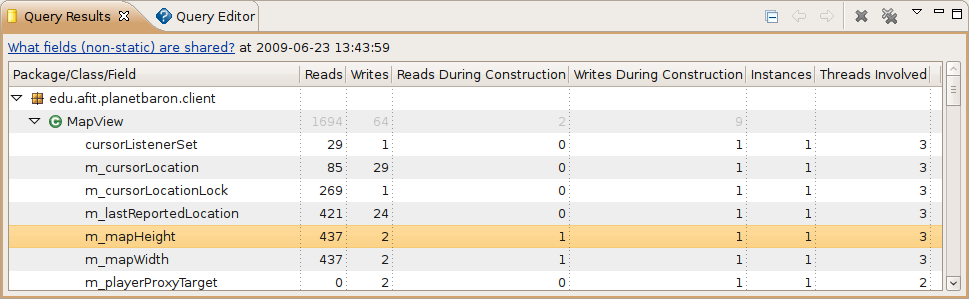 Query Results Query Editor
What fields (non-static) are shared? at 2009-06-23 13:43:59
Package/Class/Field Reads Writes Reads During Construction Writes During Construction Instances Threads Involved
edu.afit.planetbaron.client
C MapView 1694 64 2 9
cursorListenerSet 29 1 0 1 1 3
m_cursorLocation 85 29 0 1 1 3
m_cursorLocationLock 269 1 0 1 1 3
m_lastReportedLocation 421 24 0 1 1 3
m_mapHeight 437 2 1 1 1 3
m_mapWidth 437 2 1 1 1 3
m_playerProxyTarget 0 2 0 1 1 2